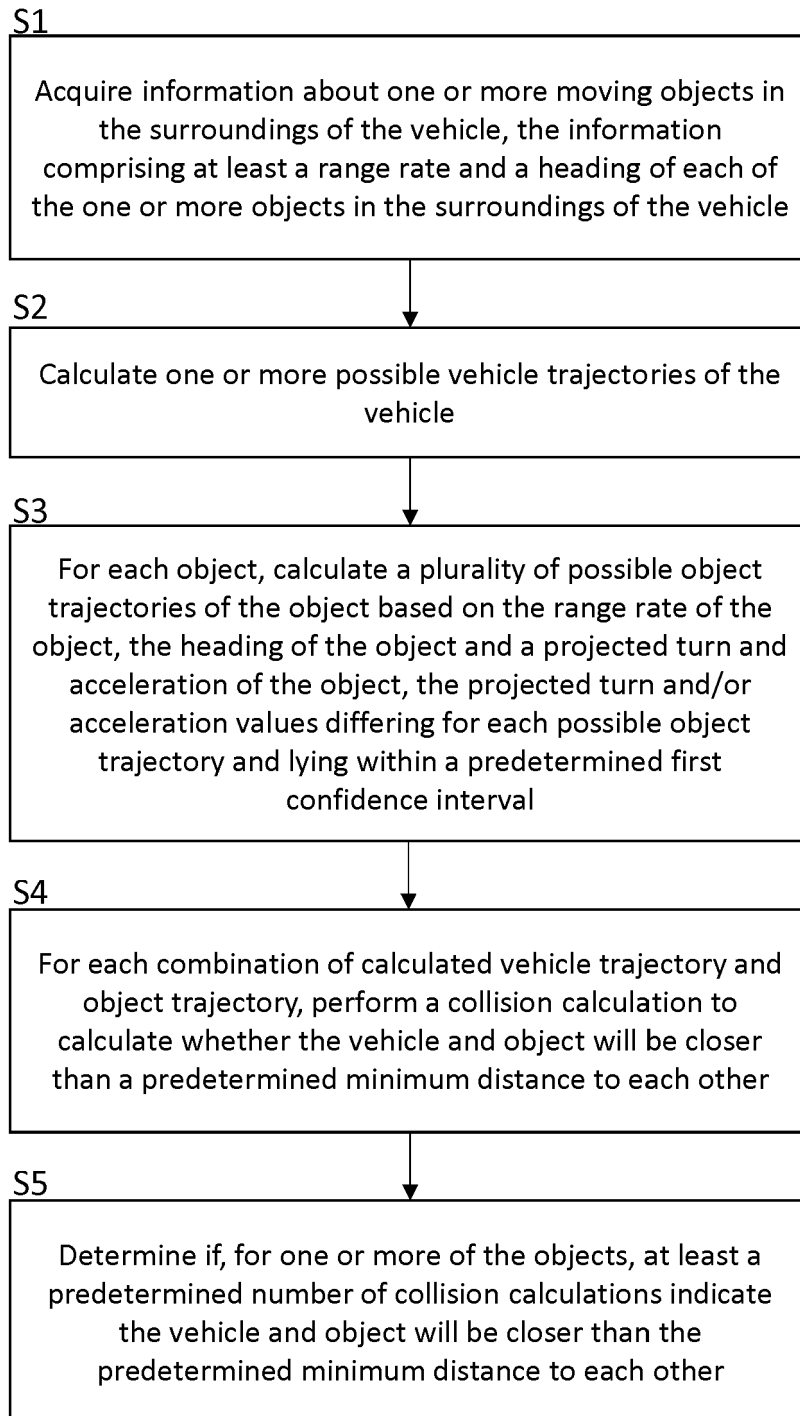 S1
Acquire information about one or more moving objects in
the surroundings of the vehicle, the information
comprising at least a range rate and a heading of each of
the one or more objects in the surroundings of the vehicle
S2
Calculate one or more possible vehicle trajectories of the
vehicle
S3
For each object, calculate a plurality of possible object
trajectories of the object based on the range rate of the
object, the heading of the object and a projected turn and
acceleration of the object, the projected turn and/or
acceleration values differing for each possible object
trajectory and lying within a predetermined first
confidence interval
S4
For each combination of calculated vehicle trajectory and
object trajectory, perform a collision calculation to
calculate whether the vehicle and object will be closer
than a predetermined minimum distance to each other
S5
Determine if, for one or more of the objects, at least a
predetermined number of collision calculations indicate
the vehicle and object will be closer than the
predetermined minimum distance to each other